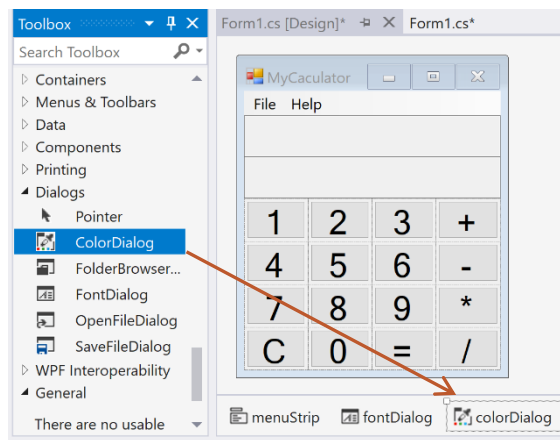 Toolbox
Search Toolbox
Containers
Menus & Toolbars
Data
Components
Printing
Dialogs
Pointer
ColorDialog
FolderBrowser...
FontDialog
OpenFileDialog
SaveFileDialog
WPF Interoperability
General
There are no usable
Form1.cs [Design]* Form1.cs*
MyCaculator
File Help
1 2 3 +
4 5 6 -
7 8 9 *
C 0 = /
menuStrip fontDialog colorDialog